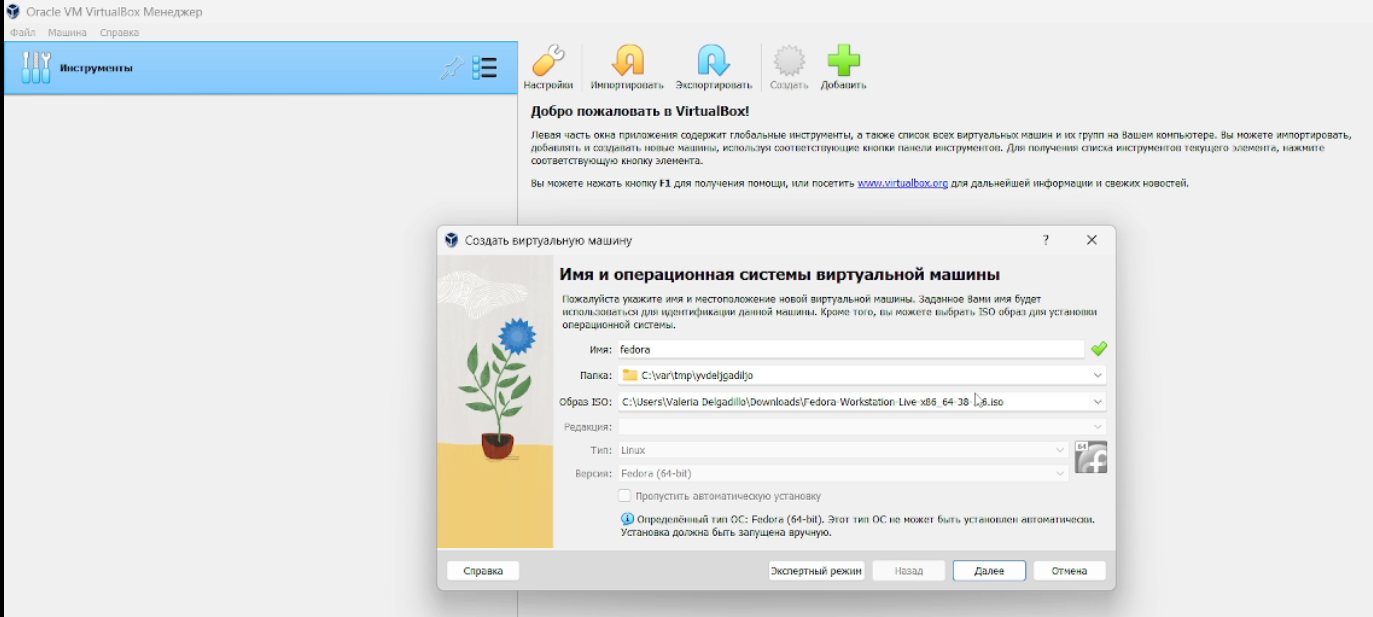 Oracle VM VirtualBox Менеджер
Файл Машина Справка
Инструменты
Настройки Импортировать Экспортировать Создать Добавить
Добро пожаловать в VirtualBox!
Левая часть окна приложения содержит глобальные инструменты, а также список всех виртуальных машин и их групп на Вашем компьютере. Вы можете импортировать,
добавлять и создавать новые машины, используя соответствующие кнопки панели инструментов. Для получения списка инструментов текущего элемента, нажмите
соответствующую кнопку элемента.
Вы можете нажать кнопку F1 для получения помощи, или посетить www.virtualbox.org для дальнейшей информации и свежих новостей.
Создать виртуальную машину
?
Имя и операционная системы виртуальной машины
Пожалуйста укажите имя и местоположение новой виртуальной машины. Заданное Вами имя будет
использоваться для идентификации данной машины. Кроме того, вы можете выбрать ISO образ для установки
операционной системы.
Имя: fedora
Папка: C:\var\tmp\yvdeljgadiljo
Образ ISO: C:\Users\Valeria Delgadillo\Downloads\Fedora-Workstation-Live-x86_64-38- .6.iso
Редакция:
Тип: Linux
64
Версия: Fedora (64-bit)
Пропустить автоматическую установку
Определённый тип ОС: Fedora (64-bit). Этот тип ОС не может быть установлен автоматически.
Установка должна быть запущена вручную.
Справка Экспертный режим Назад Далее Отмена